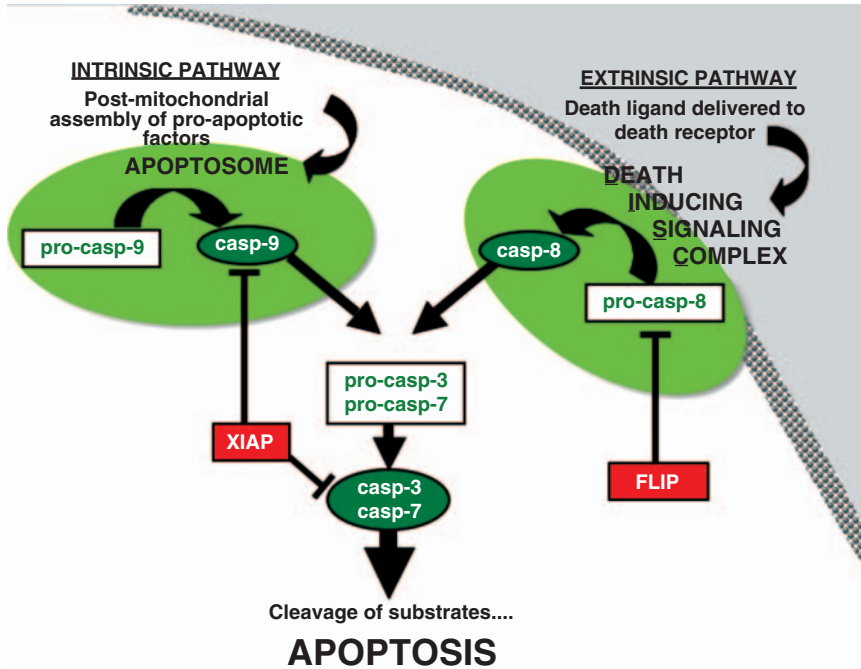 INTRINSIC PATHWAY
Post-mitochondrial
assembly of pro-apoptotic
factors
APOPTOSOME
pro-casp-9
casp-9
EXTRINSIC PATHWAY
Death ligand delivered to
death receptor
DEATH
INDUCING
SIGNALING
COMPLEX
casp-8
pro-casp-8
pro-casp-3
pro-casp-7
XIAP
casp-3
casp-7
FLIP
Cleavage of substrates....
APOPTOSIS